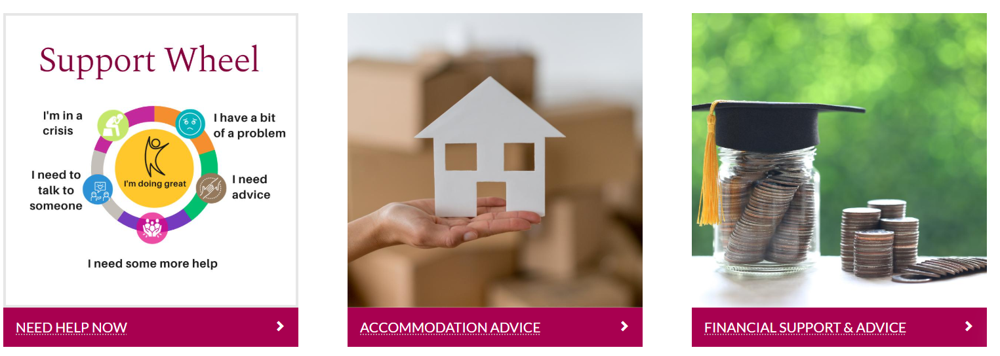 Support Wheel
I'm in a
crisis
I have a bit
of a problem
I'm doing great
I need to
talk to
someone
I need
advice
I need some more help
NEED HELP NOW
ACCOMMODATION ADVICE
FINANCIAL SUPPORT & ADVICE